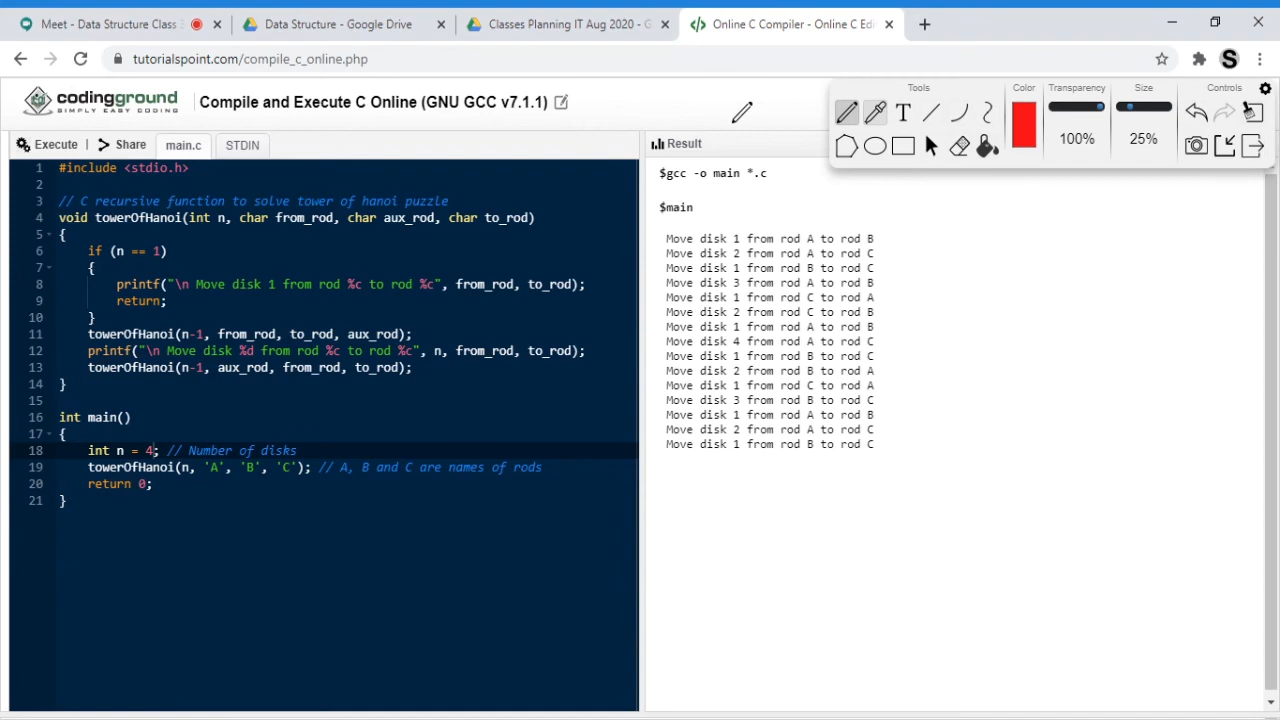 Meet - Data Structure Class
Data Structure - Google Drive
Classes Planning IT Aug 2020 - G
Online C Compiler - Online C Edi
tutorialspoint.com/compile_c_online.php
S
codingground
SIMPLY EASY CODING
Compile and Execute C Online (GNU GCC v7.1.1)
Tools
Color
Transparency
Size
Controls
100%
25%
Execute
Share
main.c
STDIN
Result
1 #include <stdio.h>
2
3 // C recursive function to solve tower of hanoi puzzle
4 void towerOfHanoi(int n, char from_rod, char aux_rod, char to_rod)
5 {
6 if (n == 1)
7 {
8 printf("\n Move disk 1 from rod %c to rod %c", from_rod, to_rod);
9 return;
10 }
11 towerOfHanoi(n-1, from_rod, to_rod, aux_rod);
12 printf("\n Move disk %d from rod %c to rod %c", n, from_rod, to_rod);
13 towerOfHanoi(n-1, aux_rod, from_rod, to_rod);
14 }
15
16 int main()
17 {
18 int n = 4; // Number of disks
19 towerOfHanoi(n, 'A', 'B', 'C'); // A, B and C are names of rods
20 return 0;
21 }
$gcc -o main *.c
$main
Move disk 1 from rod A to rod B
Move disk 2 from rod A to rod C
Move disk 1 from rod B to rod C
Move disk 3 from rod A to rod B
Move disk 1 from rod C to rod A
Move disk 2 from rod C to rod B
Move disk 1 from rod A to rod B
Move disk 4 from rod A to rod C
Move disk 1 from rod B to rod C
Move disk 2 from rod B to rod A
Move disk 1 from rod C to rod A
Move disk 3 from rod B to rod C
Move disk 1 from rod A to rod B
Move disk 2 from rod A to rod C
Move disk 1 from rod B to rod C